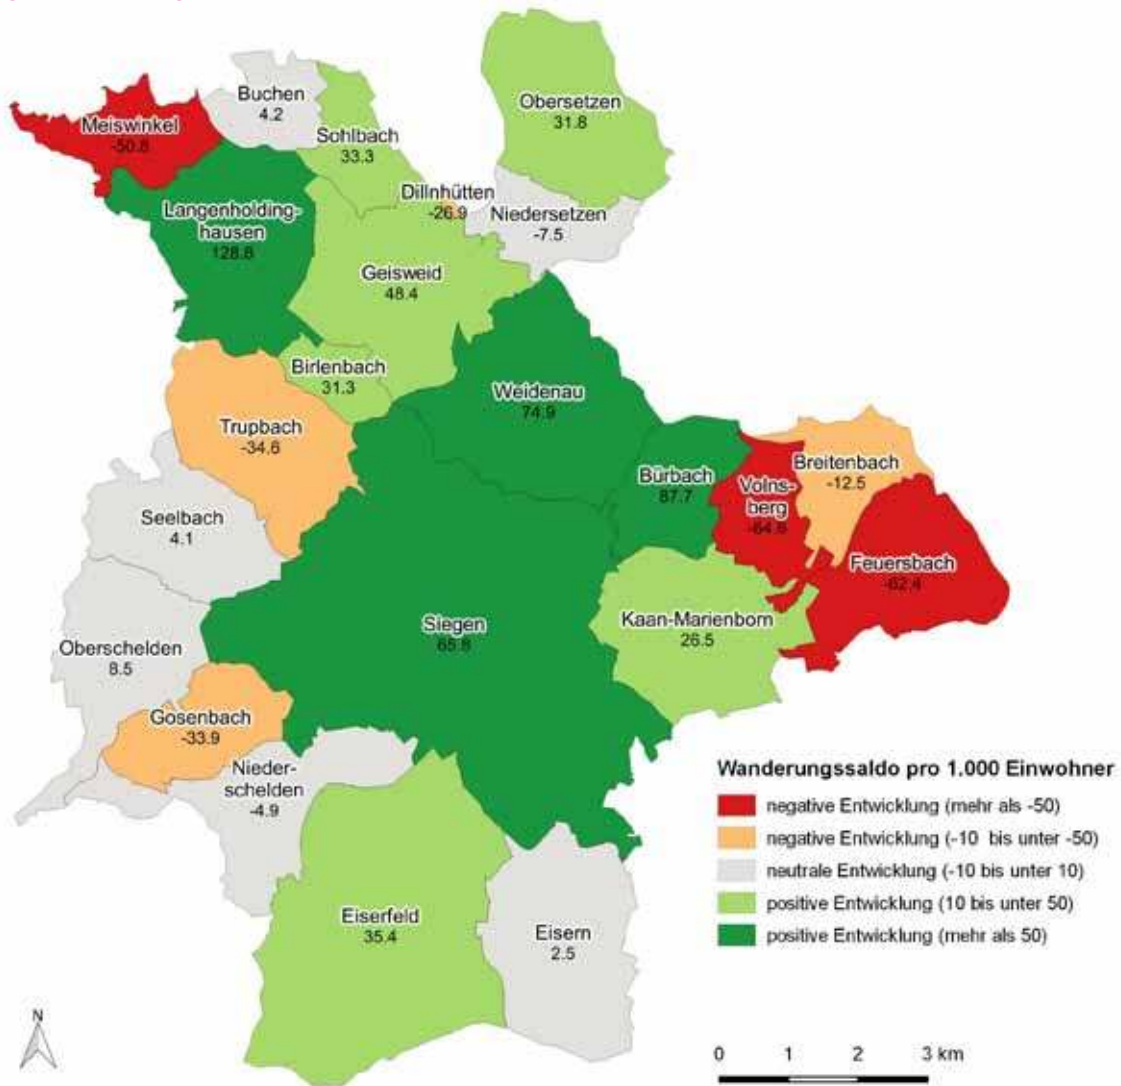 Buchen
4.2
Obersetzen
31.8
Meiswinkel
-50.8
Sohlbach
33.3
Dillnhütten
-26.9
Niedersetzen
-7.5
Langenholding-
hausen
128.8
Geisweid
48.4
Birlenbach
31.3
Weidenau
74.9
Trupbach
-34.6
Bürbach
87.7
Volns-
berg
-64.6
Breitenbach
-12.5
Seelbach
4.1
Feuersbach
-62.4
Siegen
65.8
Kaan-Marienborn
26.5
Oberschelden
8.5
Gosenbach
-33.9
Nieder-
schelden
-4.9
Eiserfeld
35.4
Eisern
2.5
Wanderungssaldo pro 1.000 Einwohner
negative Entwicklung (mehr als -50)
negative Entwicklung (-10 bis unter -50)
neutrale Entwicklung (-10 bis unter 10)
positive Entwicklung (10 bis unter 50)
positive Entwicklung (mehr als 50)
N
0 1 2 3 km